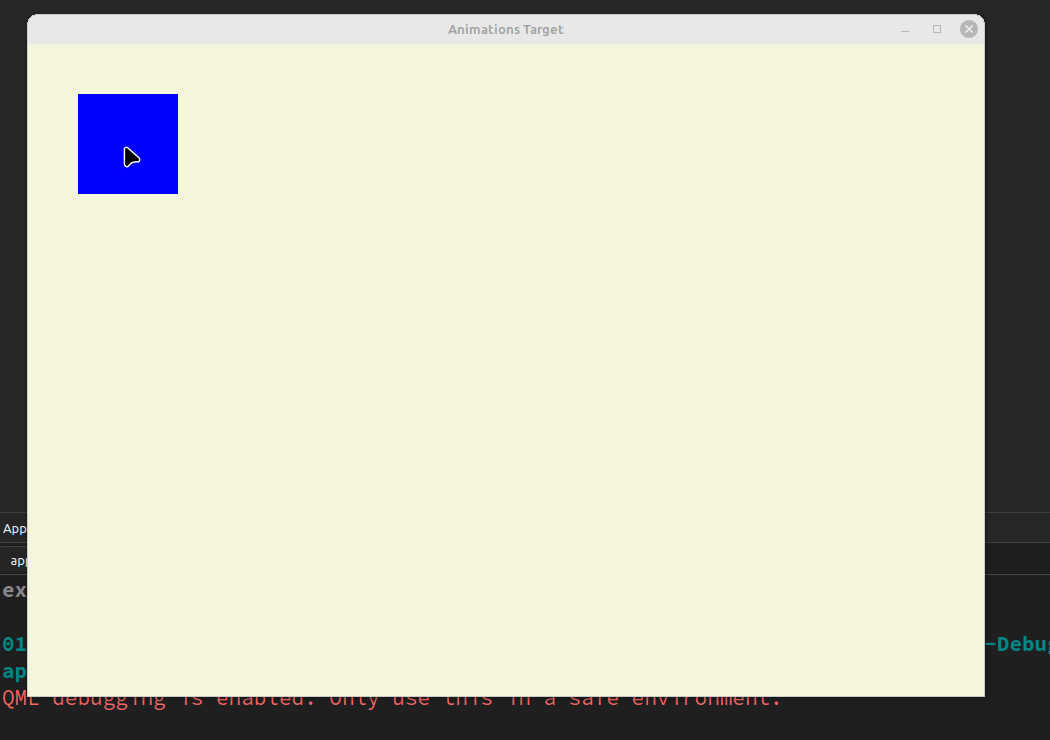 Animations Target
App
app
ex
01
-Debug
ap
QML debugging is enabled. Only use this in a safe environment.